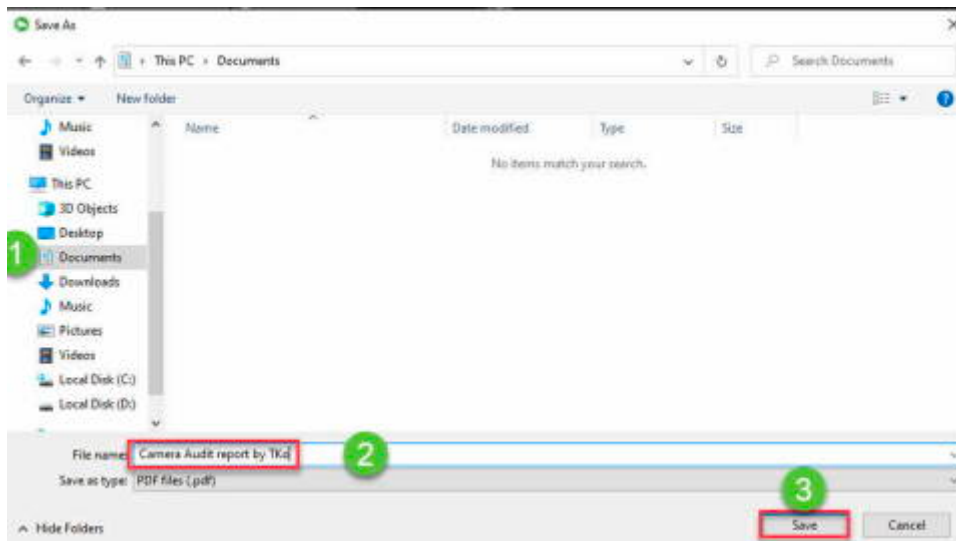 Save As
This PC › Documents
Search Documents
Organize
New folder
Music
Name
Date modified
Type
Size
Videos
No items match your search.
This PC
3D Objects
Desktop
1
Documents
Downloads
Music
Pictures
Videos
Local Disk (C:)
Local Disk (D:)
File name: Camera Audit report by TKa
2
Save as type: PDF files (.pdf)
3
Hide Folders
Save
Cancel